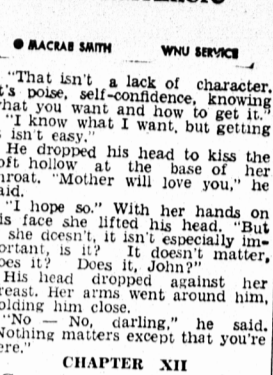 ● MACRAE SMITH WNU SERVICE
"That isn't a lack of character.
t's poise, self-confidence, knowing
hat you want and how to get it."
"I know what I want, but getting
isn't easy."
He dropped his head to kiss the
oft hollow at the base of her
hroat. "Mother will love you," he
aid.
"I hope so." With her hands on
is face she lifted his head. "But
she doesn't, it isn't especially im-
ortant, is it? It doesn't matter,
oes it? Does it, John?"
His head dropped against her
reast. Her arms went around him,
olding him close.
"No — No, darling," he said.
Nothing matters except that you're
ere."
CHAPTER XII